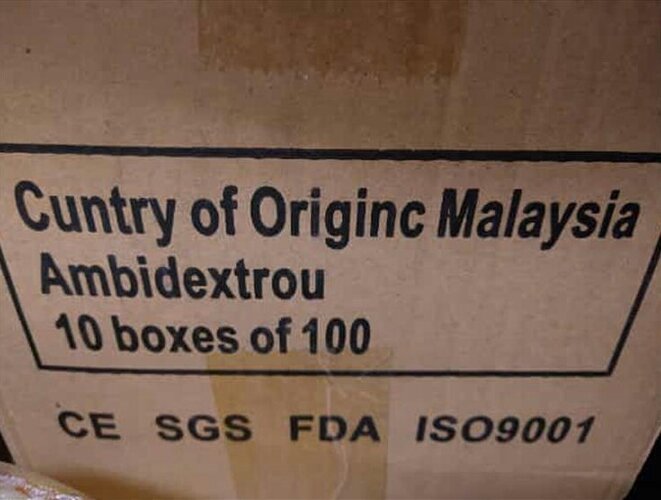 Cuntry of Originc Malaysia
Ambidextrou
10 boxes of 100
CE SGS FDA ISO9001